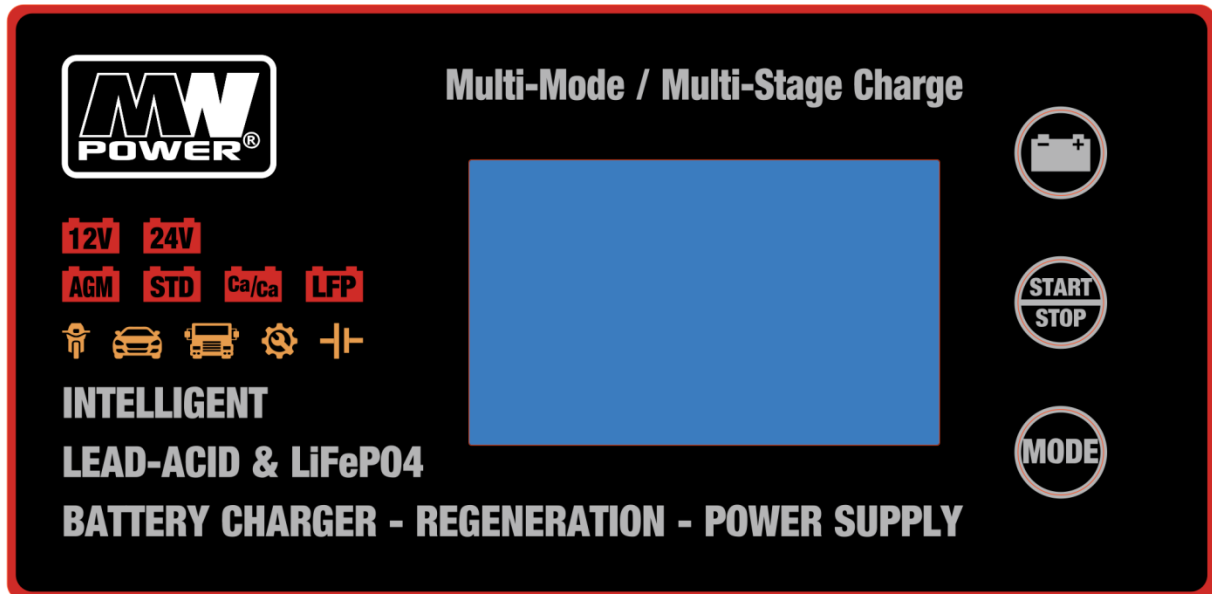 MW
POWER®
Multi-Mode / Multi-Stage Charge
12V 24V
AGM STD Ca/Ca LFP
INTELLIGENT
LEAD-ACID & LiFePO4
BATTERY CHARGER - REGENERATION - POWER SUPPLY
- +
START
STOP
MODE